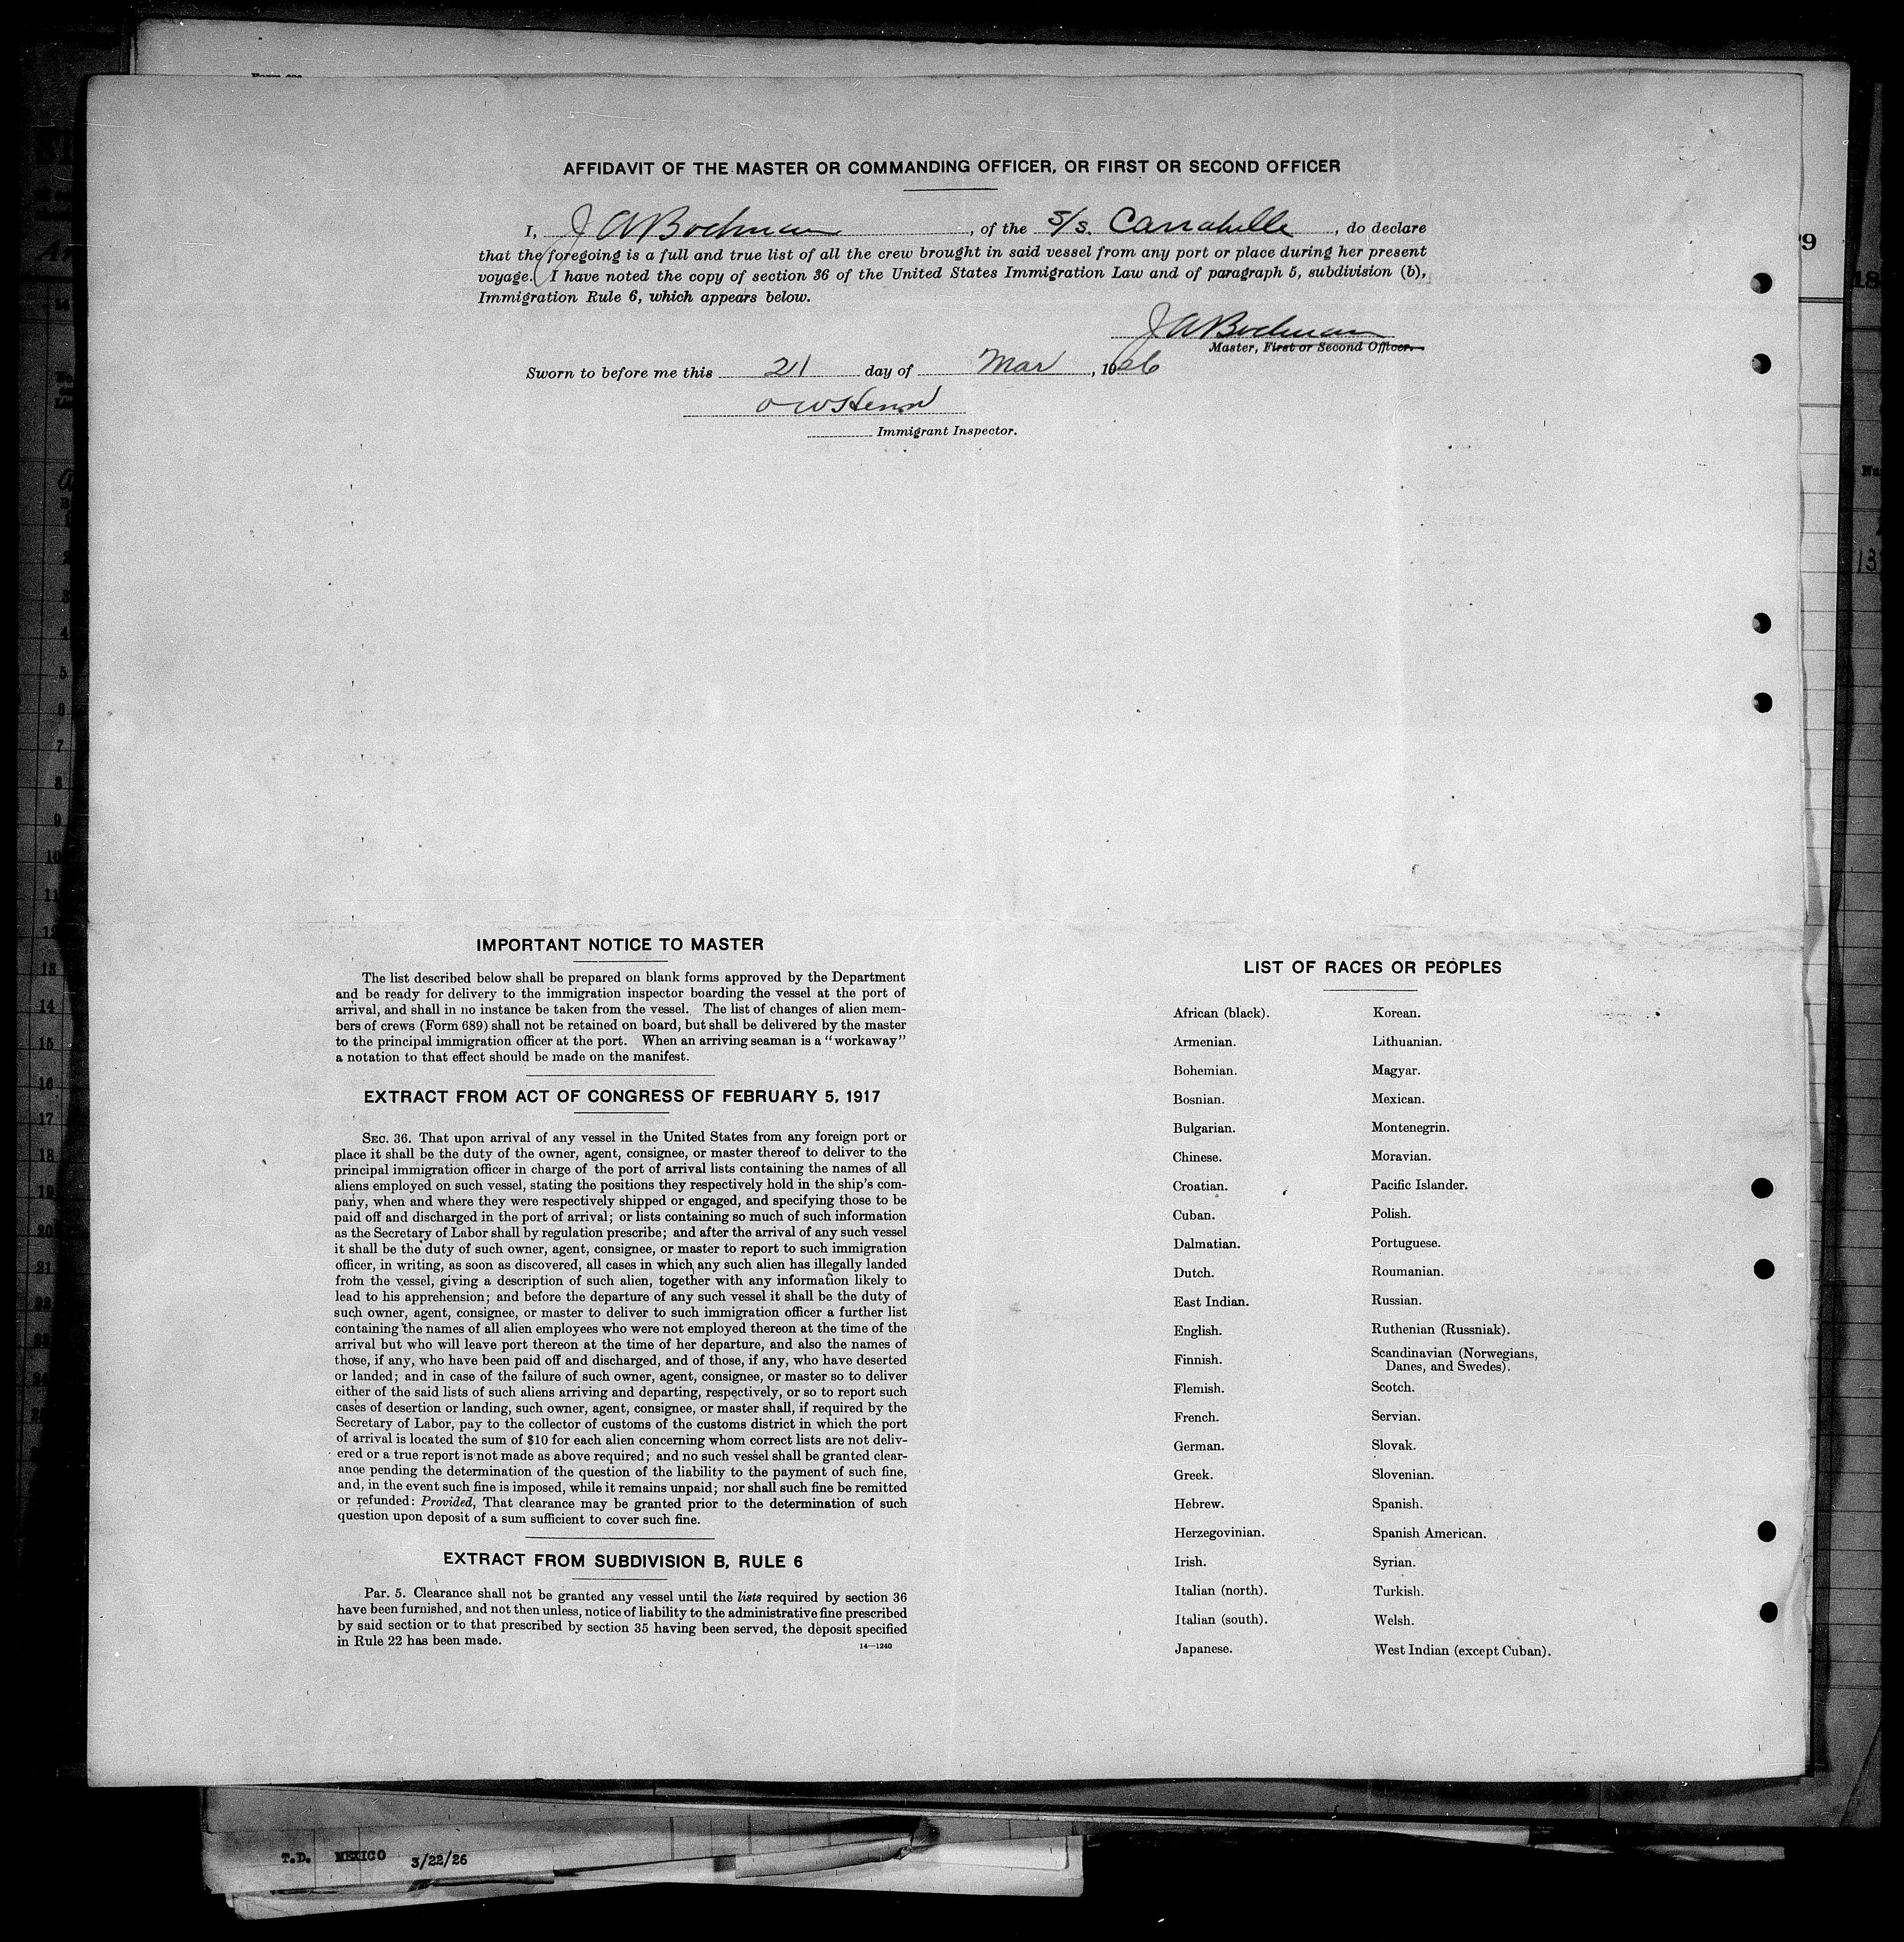 AFFIDAVIT OF THE MASTER OR COMMANDING OFFICER, OR FIRST OR SECOND OFFICER
I, J A Bodman, of the S/S. Carrabelle, do declare
that the foregoing is a full and true list of all the crew brought in said vessel from any port or place during her present
voyage. I have noted the copy of section 36 of the United States Immigration Law and of paragraph 5, subdivision (b),
Immigration Rule 6, which appears below.
J A Bodman
Master, First or Second Officer.
Sworn to before me this 21 day of Mar, 1926
Immigrant Inspector.
IMPORTANT NOTICE TO MASTER
The list described below shall be prepared on blank forms approved by the Department
and be ready for delivery to the immigration inspector boarding the vessel at the port of
arrival, and shall in no instance be taken from the vessel. The list of changes of alien mem-
bers of crews (Form 689) shall not be retained on board, but shall be delivered by the master
to the principal immigration officer at the port. When an arriving seaman is a "workaway"
a notation to that effect should be made on the manifest.
EXTRACT FROM ACT OF CONGRESS OF FEBRUARY 5, 1917
SEC. 36. That upon arrival of any vessel in the United States from any foreign port or
place it shall be the duty of the owner, agent, consignee, or master thereof to deliver to the
principal immigration officer in charge of the port of arrival lists containing the names of all
aliens employed on such vessel, stating the positions they respectively hold in the ship's com-
pany, when and where they were respectively shipped or engaged, and specifying those to be
paid off and discharged in the port of arrival; or lists containing so much of such information
as the Secretary of Labor shall by regulation prescribe; and after the arrival of any such vessel
it shall be the duty of such owner, agent, consignee, or master to report to such immigration
officer, in writing, as soon as discovered, all cases in which any such alien has illegally landed
from the vessel, giving a description of such alien, together with any information likely to
lead to his apprehension; and before the departure of any such vessel it shall be the duty of
such owner, agent, consignee, or master to deliver to such immigration officer a further list
containing the names of all alien employees who were not employed thereon at the time of the
arrival but who will leave port thereon at the time of her departure, and also the names of
those, if any, who have been paid off and discharged, and of those, if any, who have deserted
or landed; and in case of the failure of such owner, agent, consignee, or master so to deliver
either of the said lists of such aliens arriving and departing, respectively, or so to report such
cases of desertion or landing, such owner, agent, consignee, or master shall, if required by the
Secretary of Labor, pay to the collector of customs of the customs district in which the port
of arrival is located the sum of $10 for each alien concerning whom correct lists are not deliv-
ered or a true report is not made as above required; and no such vessel shall be granted clear-
ance pending the determination of the question of the liability to the payment of such fine,
and, in the event such fine is imposed, while it remains unpaid; nor shall such fine be remitted
or refunded: Provided, That clearance may be granted prior to the determination of such
question upon deposit of a sum sufficient to cover such fine.
EXTRACT FROM SUBDIVISION B, RULE 6
Par. 5. Clearance shall not be granted any vessel until the lists required by section 36
have been furnished, and not then unless, notice of liability to the administrative fine prescribed
by said section or to that prescribed by section 35 having been served, the deposit specified
in Rule 22 has been made.
14—1240
LIST OF RACES OR PEOPLES
African (black).
Armenian.
Bohemian.
Bosnian.
Bulgarian.
Chinese.
Croatian.
Cuban.
Dalmatian.
Dutch.
East Indian.
English.
Finnish.
Flemish.
French.
German.
Greek.
Hebrew.
Herzegovinian.
Irish.
Italian (north).
Italian (south).
Japanese.
Korean.
Lithuanian.
Magyar.
Mexican.
Montenegrin.
Moravian.
Pacific Islander.
Polish.
Portuguese.
Roumanian.
Russian.
Ruthenian (Russniak).
Scandinavian (Norwegians,
Danes, and Swedes).
Scotch.
Servian.
Slovak.
Slovenian.
Spanish.
Spanish American.
Syrian.
Turkish.
Welsh.
West Indian (except Cuban).
T.D. MEXICO 3/22/26